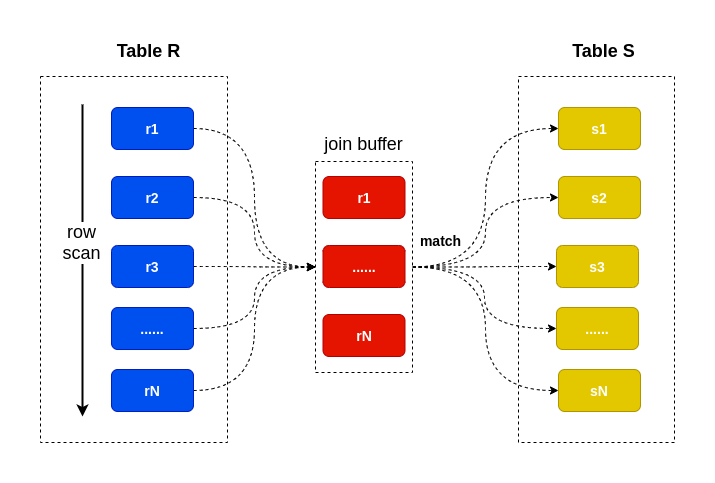 Table R
r1
r2
r3
......
rN
row
scan
join buffer
r1
......
rN
match
Table S
s1
s2
s3
......
sN